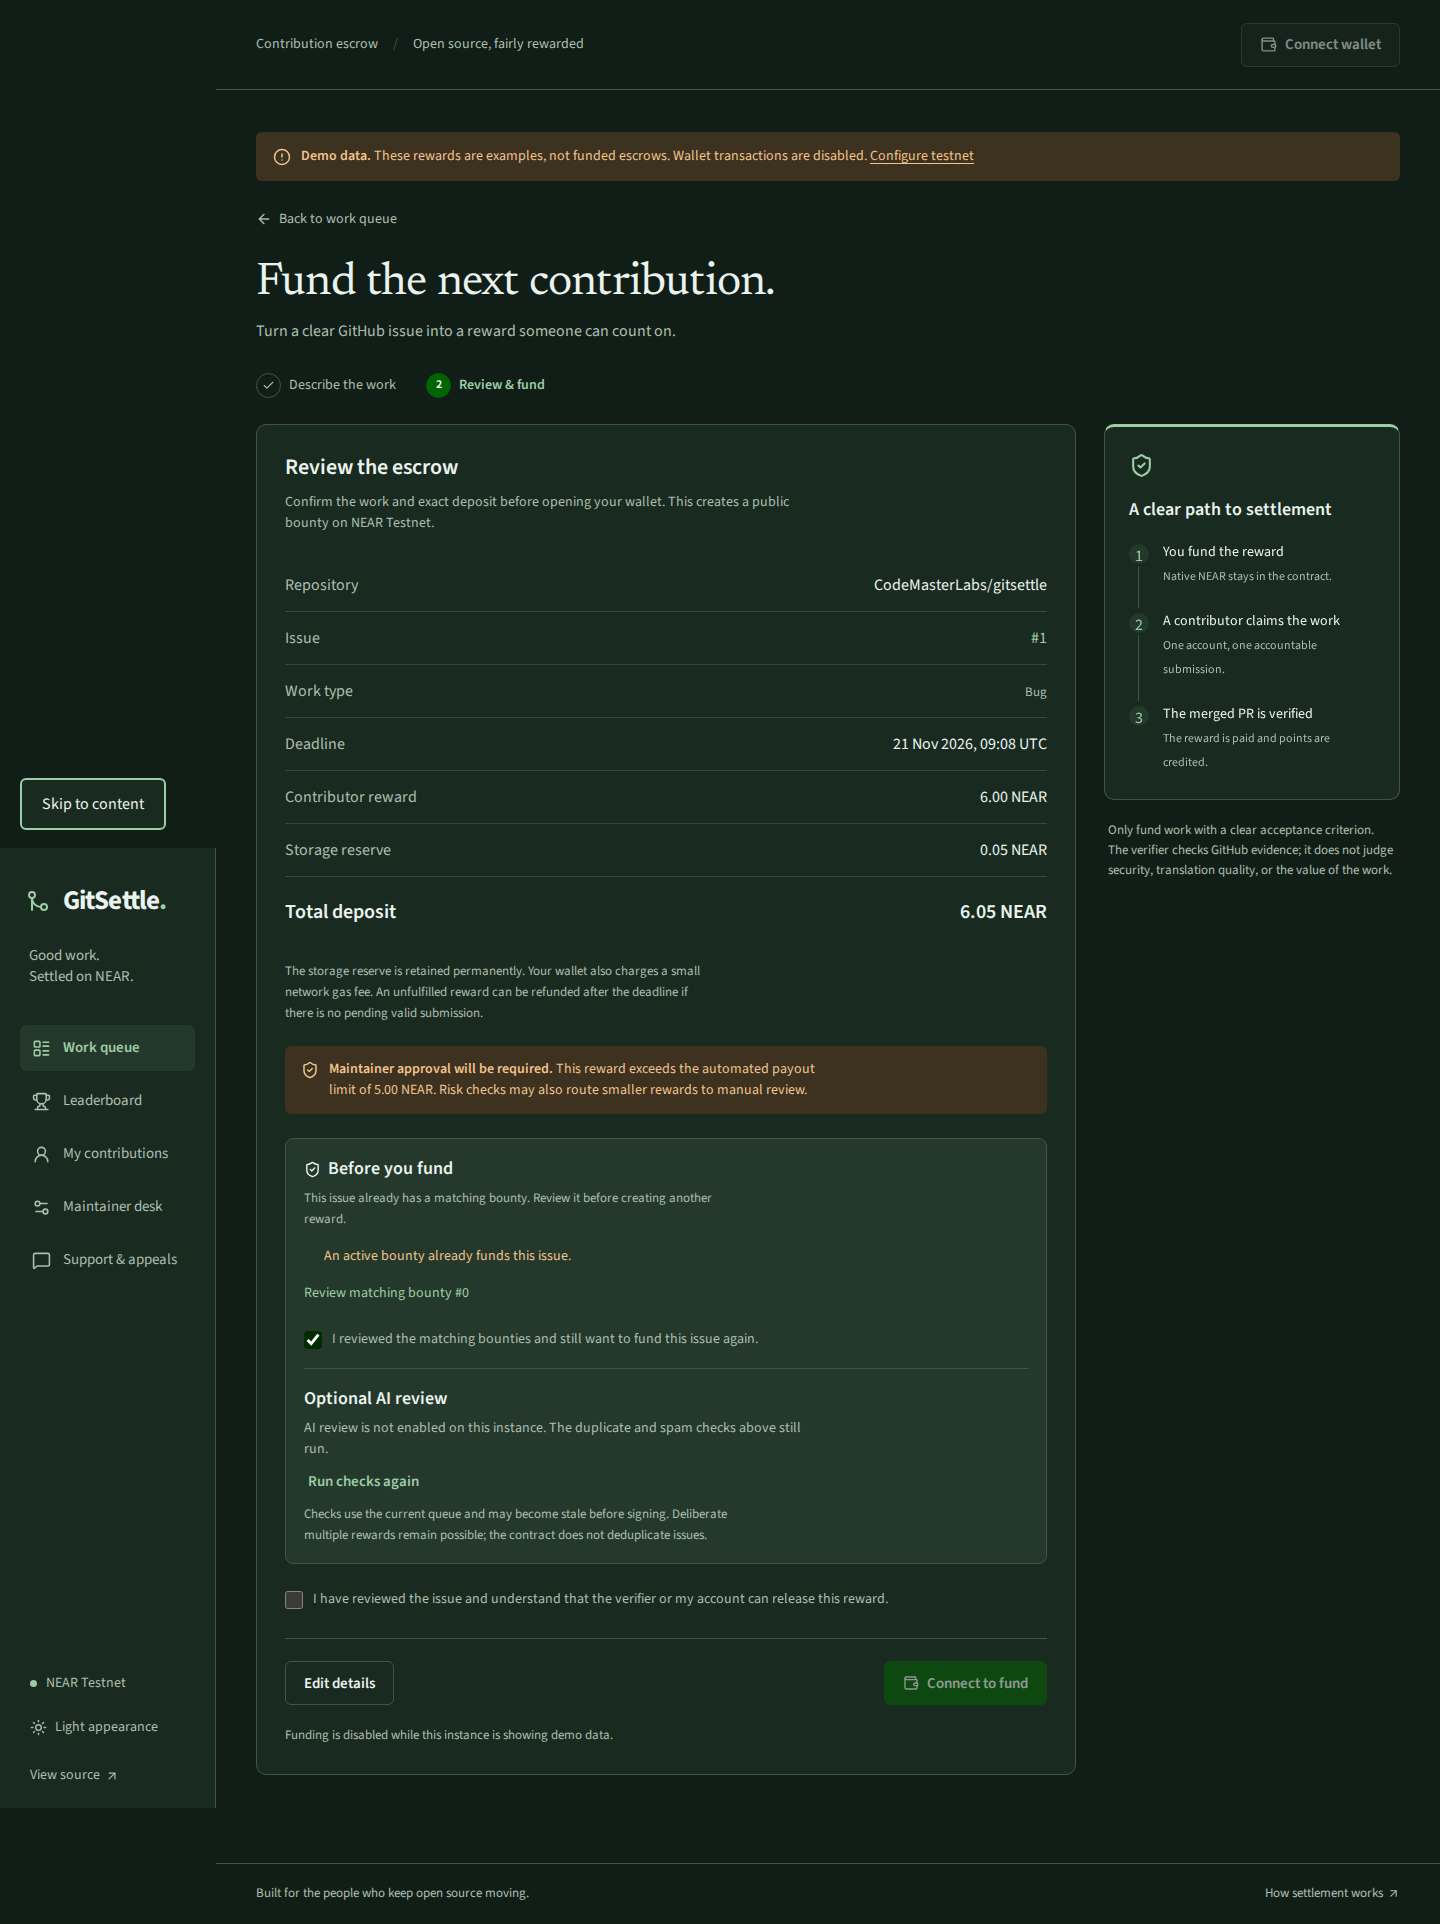 Contribution escrow / Open source, fairly rewarded
Connect wallet
Demo data. These rewards are examples, not funded escrows. Wallet transactions are disabled. Configure testnet
Back to work queue
Fund the next contribution.
Turn a clear GitHub issue into a reward someone can count on.
Describe the work
2 Review & fund
Review the escrow
Confirm the work and exact deposit before opening your wallet. This creates a public
bounty on NEAR Testnet.
Repository CodeMasterLabs/gitsettle
Issue #1
Work type Bug
Deadline 21 Nov 2026, 09:08 UTC
Contributor reward 6.00 NEAR
Storage reserve 0.05 NEAR
Total deposit 6.05 NEAR
The storage reserve is retained permanently. Your wallet also charges a small
network gas fee. An unfulfilled reward can be refunded after the deadline if
there is no pending valid submission.
Maintainer approval will be required. This reward exceeds the automated payout
limit of 5.00 NEAR. Risk checks may also route smaller rewards to manual review.
Before you fund
This issue already has a matching bounty. Review it before creating another
reward.
An active bounty already funds this issue.
Review matching bounty #0
I reviewed the matching bounties and still want to fund this issue again.
Optional AI review
AI review is not enabled on this instance. The duplicate and spam checks above still
run.
Run checks again
Checks use the current queue and may become stale before signing. Deliberate
multiple rewards remain possible; the contract does not deduplicate issues.
I have reviewed the issue and understand that the verifier or my account can release this reward.
Edit details
Connect to fund
Funding is disabled while this instance is showing demo data.
A clear path to settlement
1 You fund the reward
Native NEAR stays in the contract.
2 A contributor claims the work
One account, one accountable
submission.
3 The merged PR is verified
The reward is paid and points are
credited.
Only fund work with a clear acceptance criterion.
The verifier checks GitHub evidence; it does not judge
security, translation quality, or the value of the work.
Skip to content
GitSettle.
Good work.
Settled on NEAR.
Work queue
Leaderboard
My contributions
Maintainer desk
Support & appeals
NEAR Testnet
Light appearance
View source
Built for the people who keep open source moving.
How settlement works